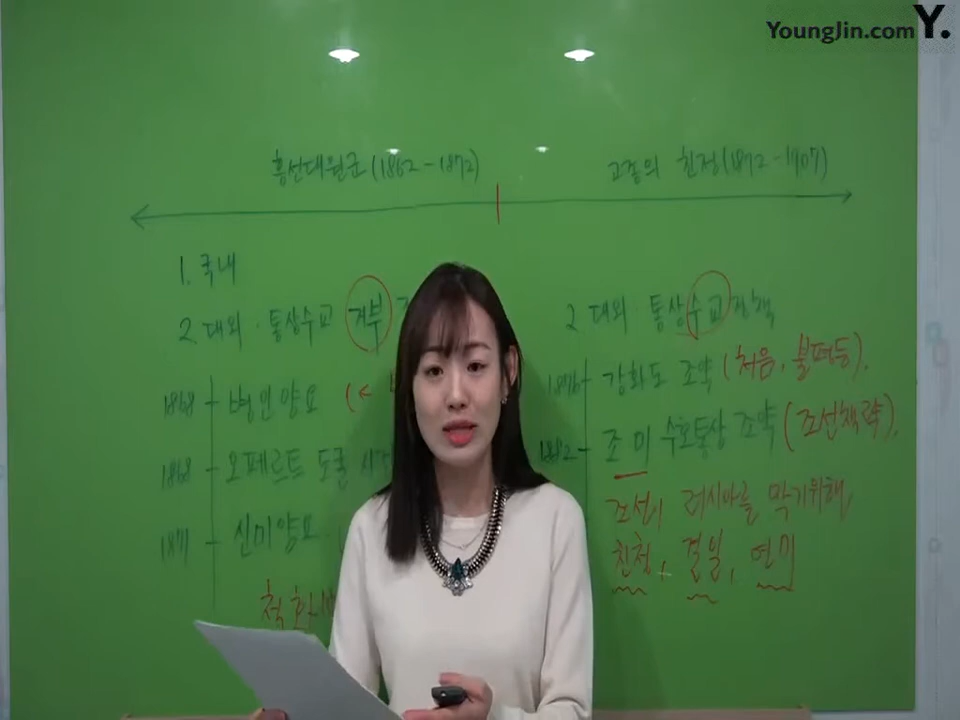 YoungJin.com Y.
흥선대원군 (1862-1872)
고종의 친정 (1872-1907)
1. 국내
2. 대외 · 통상수교 거부
1868 병인양요 (←
1868 오페르트 도굴
1871 신미양요
척화
2. 대외 · 통상수교 정책
1876 강화도 조약 (처음, 불평등).
1882 조미 수호통상 조약 (조선책략).
조선이 러시아를 막기위해,
친청, 결일, 연미